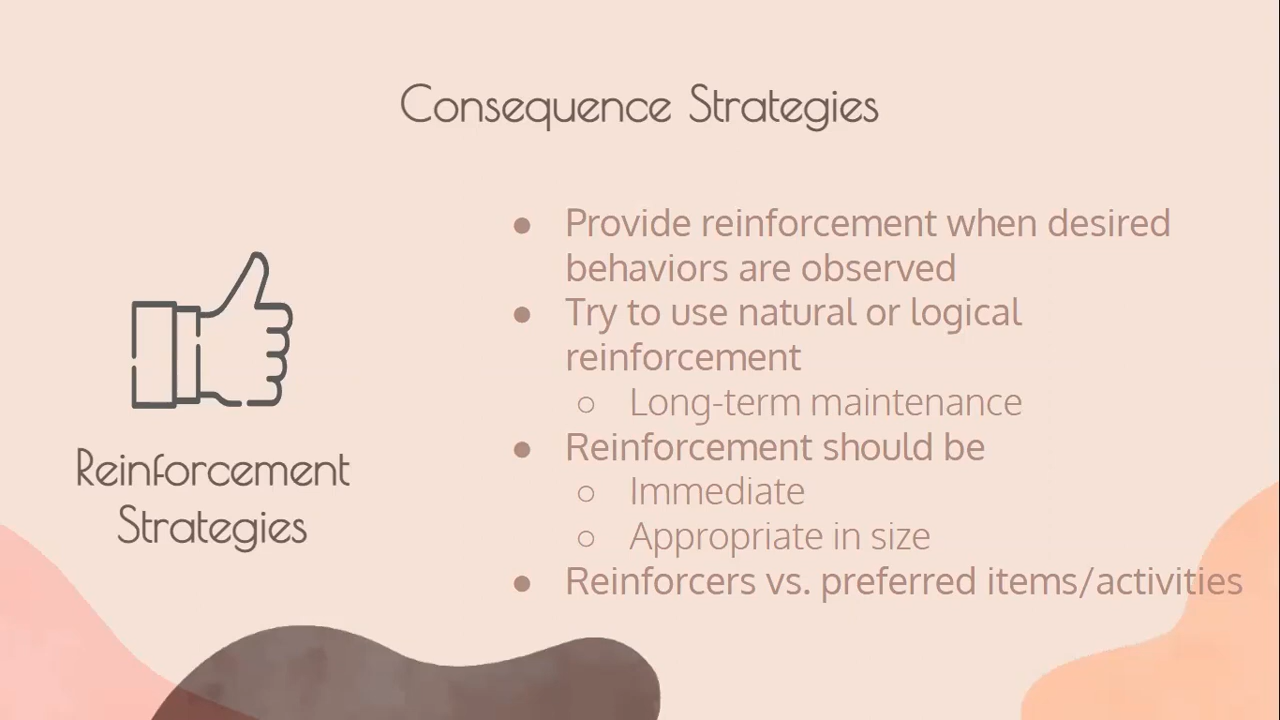 Consequence Strategies
Reinforcement
Strategies
● Provide reinforcement when desired
behaviors are observed
● Try to use natural or logical
reinforcement
○ Long-term maintenance
● Reinforcement should be
○ Immediate
○ Appropriate in size
● Reinforcers vs. preferred items/activities